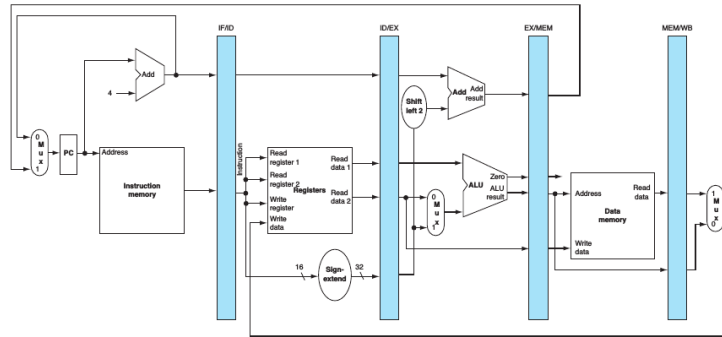 IF/ID
ID/EX
EX/MEM
MEM/WB
Add
4
Shift
left 2
Add
Add
result
0
M
u
x
1
PC
Address
Instruction
memory
Instruction
Read
register 1
Read
register 2
Write
register
Write
data
Registers
Read
data 1
Read
data 2
0
M
u
x
1
ALU
Zero
ALU
result
Address
Write
data
Data
memory
Read
data
1
M
u
x
0
16
Sign-
extend
32